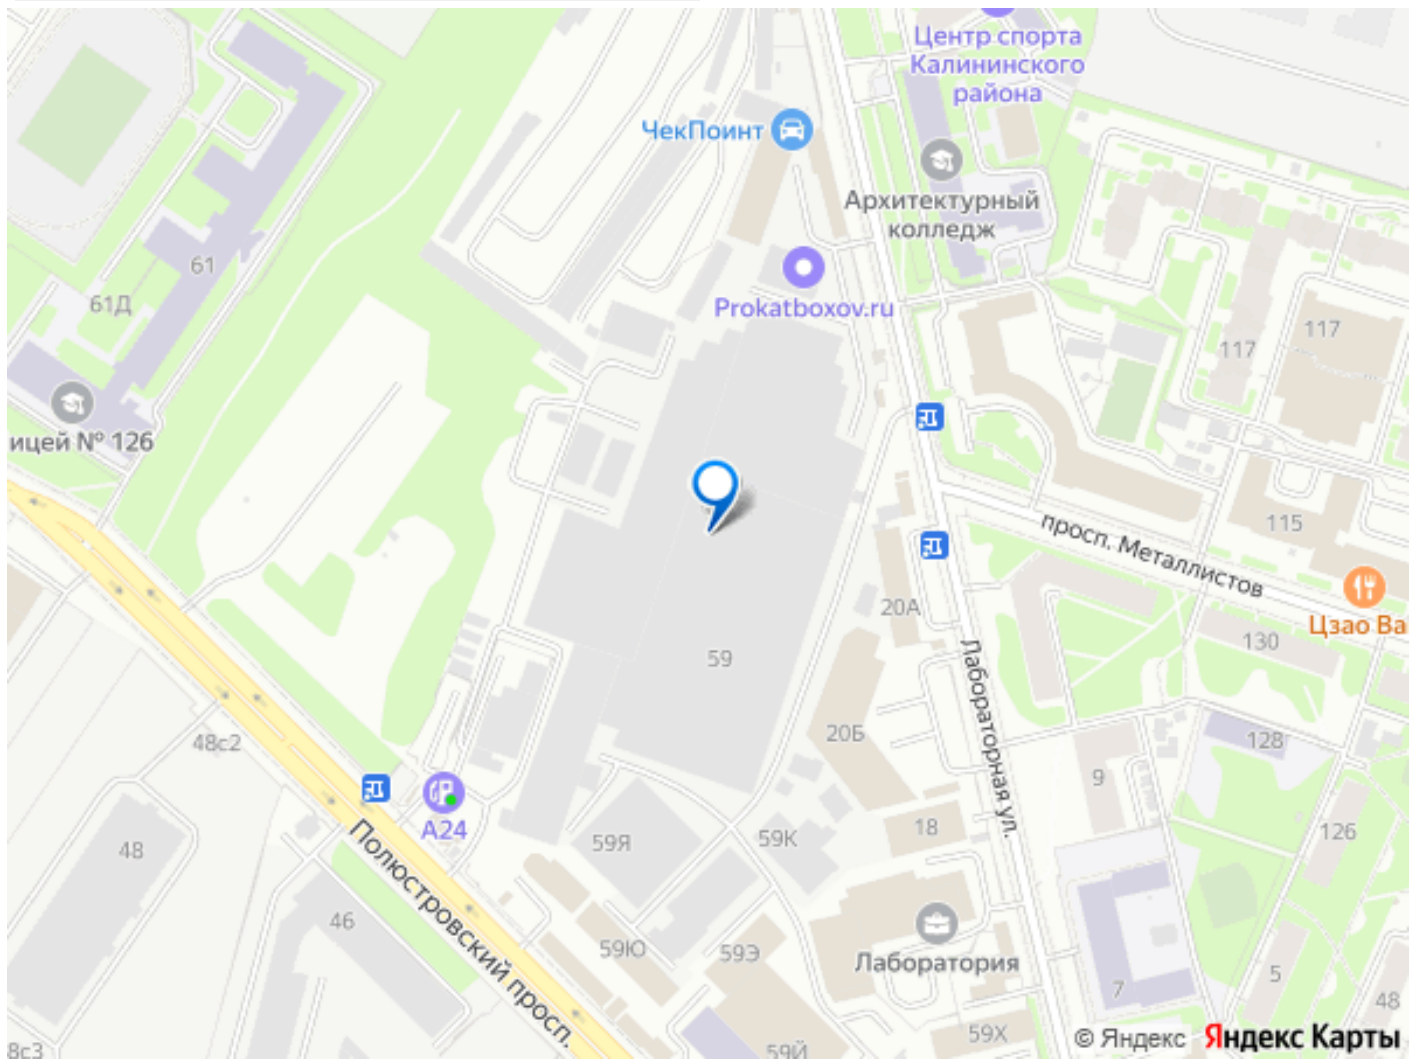 Центр спорта
Калининского
района
ЧекПоинт
Архитектурный
колледж
61
61Д
Prokatboxov.ru
117
117
ицей № 126
115
просп. Металлистов
20А
Цзао Ва
130
59
Лабораторная ул.
20Б
48с2
128
9
А24
18
126
59Я
59К
48
Полюстровский просп.
46
59Ю
59Э
Лаборатория
5
7
48
59Х
59Й
8с3
© Яндекс Яндекс Карты